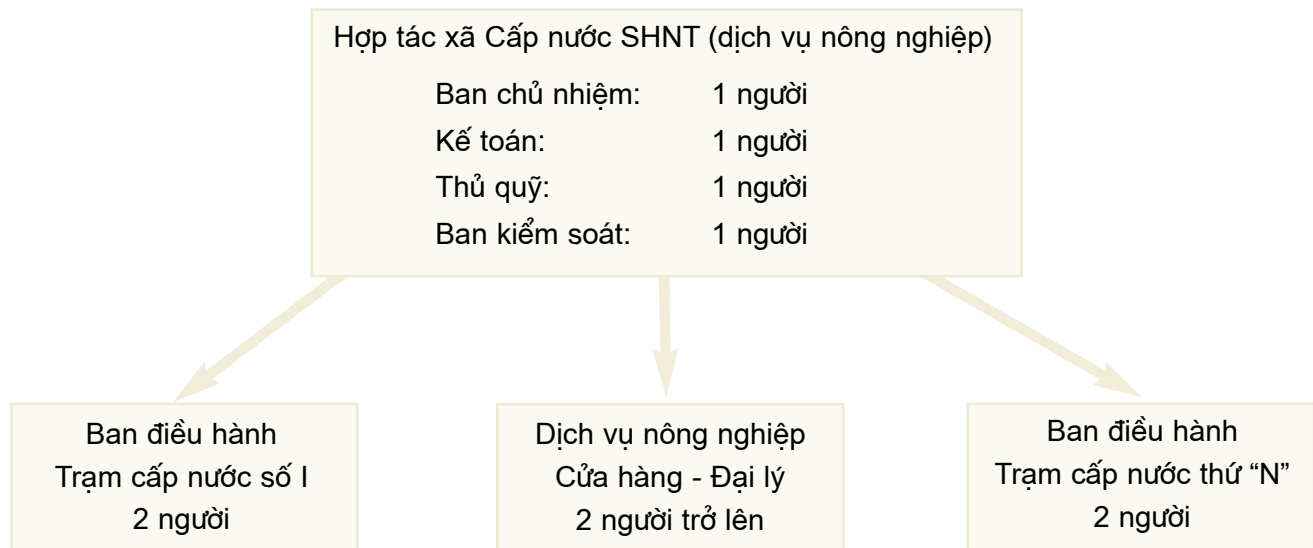 Hợp tác xã Cấp nước SHNT (dịch vụ nông nghiệp)
Ban chủ nhiệm: 1 người
Kế toán: 1 người
Thủ quỹ: 1 người
Ban kiểm soát: 1 người
Ban điều hành
Trạm cấp nước số I
2 người
Dịch vụ nông nghiệp
Cửa hàng - Đại lý
2 người trở lên
Ban điều hành
Trạm cấp nước thứ “N”
2 người